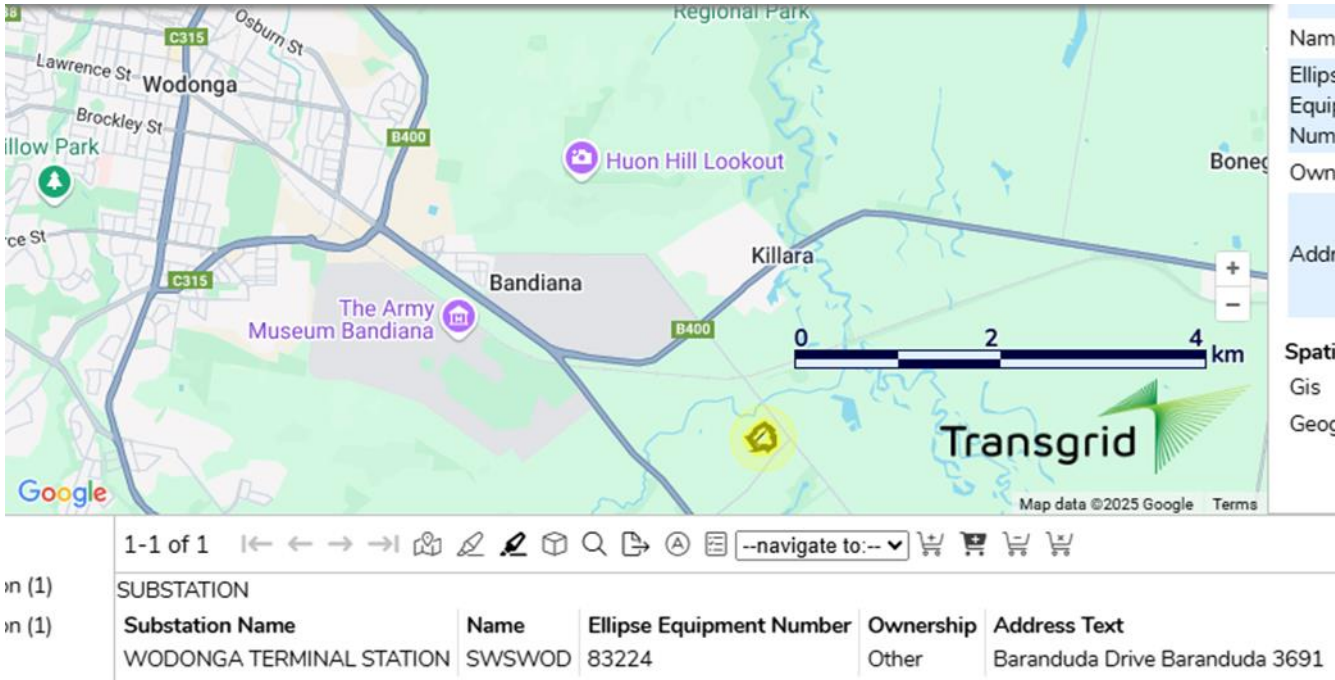 Regional Park
C315
Osburn St
Lawrence St
Wodonga
Brockley St
B400
illow Park
Huon Hill Lookout
Boneg
rce St
Killara
C315
Bandiana
The Army
Museum Bandiana
B400
0 2 4 km
Transgrid
Google
Map data ©2025 Google Terms
Nam
Ellips
Equip
Num
Own
Addr
Spati
Gis
Geog
1-1 of 1 --navigate to:--
on (1)
SUBSTATION
on (1)
Substation Name Name Ellipse Equipment Number Ownership Address Text
WODONGA TERMINAL STATION SWSWOD 83224 Other Baranduda Drive Baranduda 3691